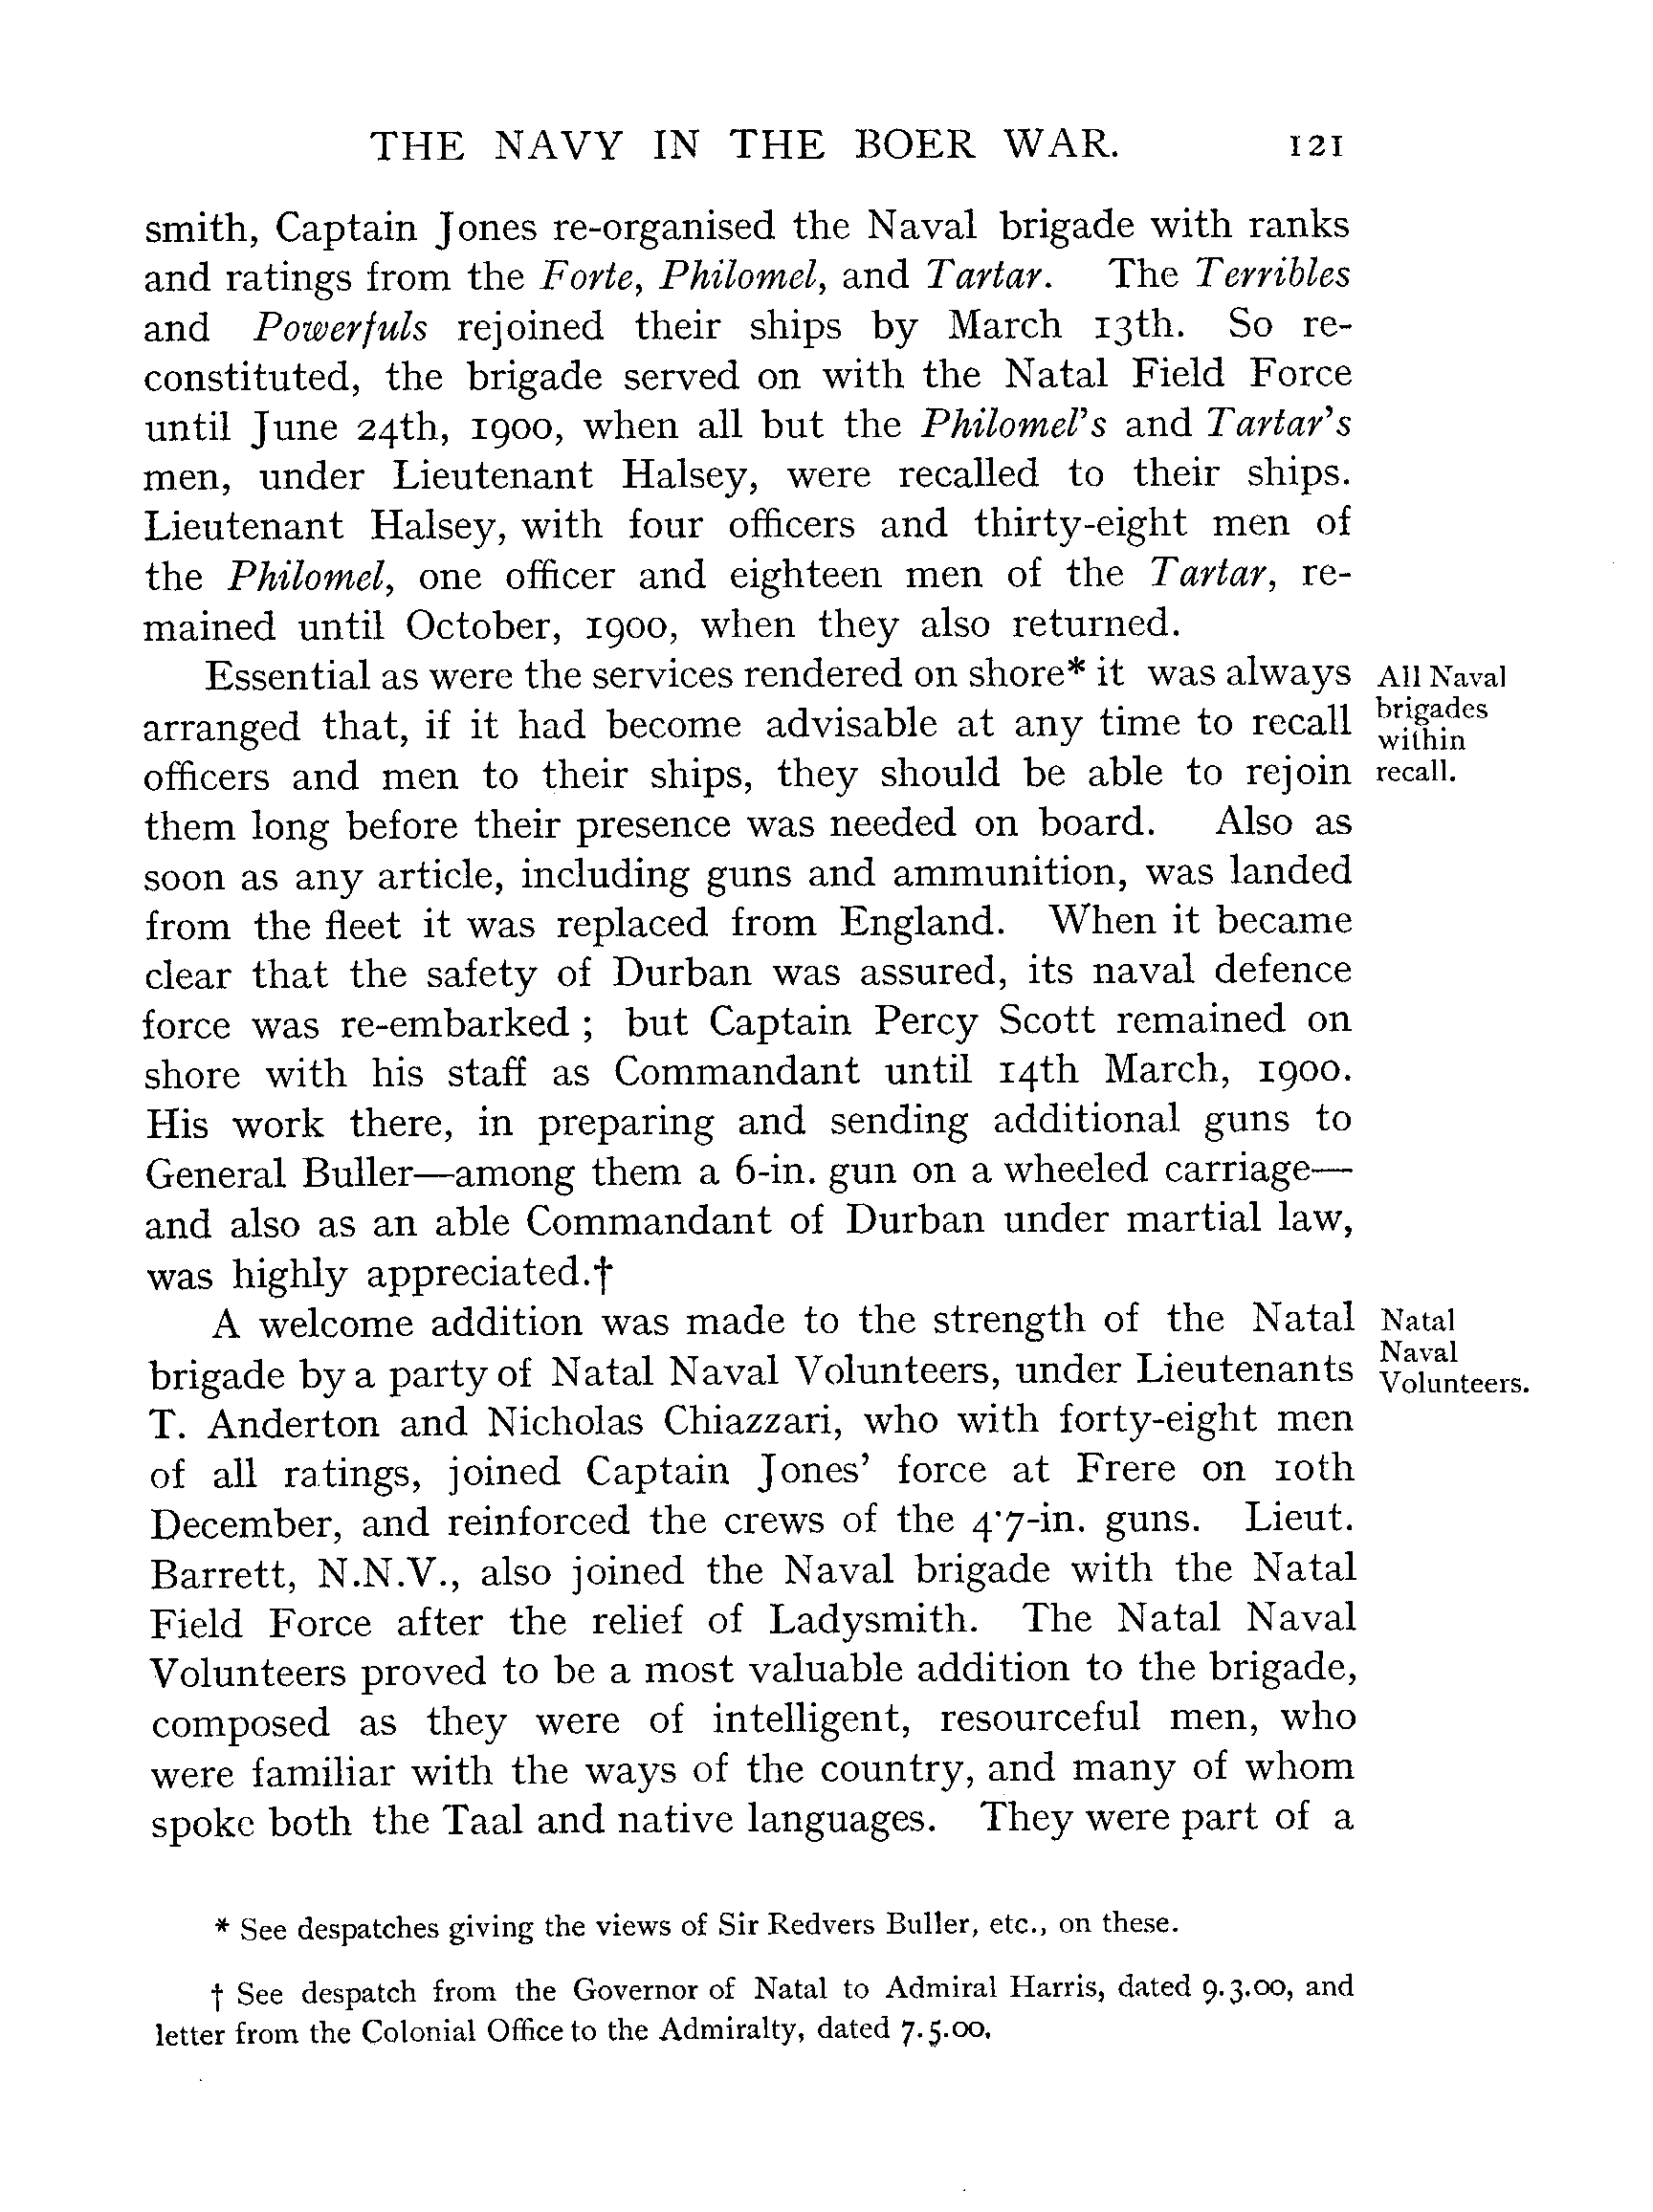 THE NAVY IN THE BOER WAR. 121
smith, Captain Jones re-organised the Naval brigade with ranks
and ratings from the Forte, Philomel, and Tartar. The Terribles
and Powerfuls rejoined their ships by March 13th. So re-
constituted, the brigade served on with the Natal Field Force
until June 24th, 1900, when all but the Philomel's and Tartar's
men, under Lieutenant Halsey, were recalled to their ships.
Lieutenant Halsey, with four officers and thirty-eight men of
the Philomel, one officer and eighteen men of the Tartar, re-
mained until October, 1900, when they also returned.
Essential as were the services rendered on shore* it was always
arranged that, if it had become advisable at any time to recall
officers and men to their ships, they should be able to rejoin
them long before their presence was needed on board. Also as
soon as any article, including guns and ammunition, was landed
from the fleet it was replaced from England. When it became
clear that the safety of Durban was assured, its naval defence
force was re-embarked ; but Captain Percy Scott remained on
shore with his staff as Commandant until 14th March, 1900.
His work there, in preparing and sending additional guns to
General Buller—among them a 6-in. gun on a wheeled carriage—
and also as an able Commandant of Durban under martial law,
was highly appreciated.†
All Naval
brigades
within
recall.
A welcome addition was made to the strength of the Natal
brigade by a party of Natal Naval Volunteers, under Lieutenants
T. Anderton and Nicholas Chiazzari, who with forty-eight men
of all ratings, joined Captain Jones' force at Frere on 10th
December, and reinforced the crews of the 4·7-in. guns. Lieut.
Barrett, N.N.V., also joined the Naval brigade with the Natal
Field Force after the relief of Ladysmith. The Natal Naval
Volunteers proved to be a most valuable addition to the brigade,
composed as they were of intelligent, resourceful men, who
were familiar with the ways of the country, and many of whom
spoke both the Taal and native languages. They were part of a
Natal
Naval
Volunteers.
* See despatches giving the views of Sir Redvers Buller, etc., on these.
† See despatch from the Governor of Natal to Admiral Harris, dated 9.3.00, and
letter from the Colonial Office to the Admiralty, dated 7.5.00.